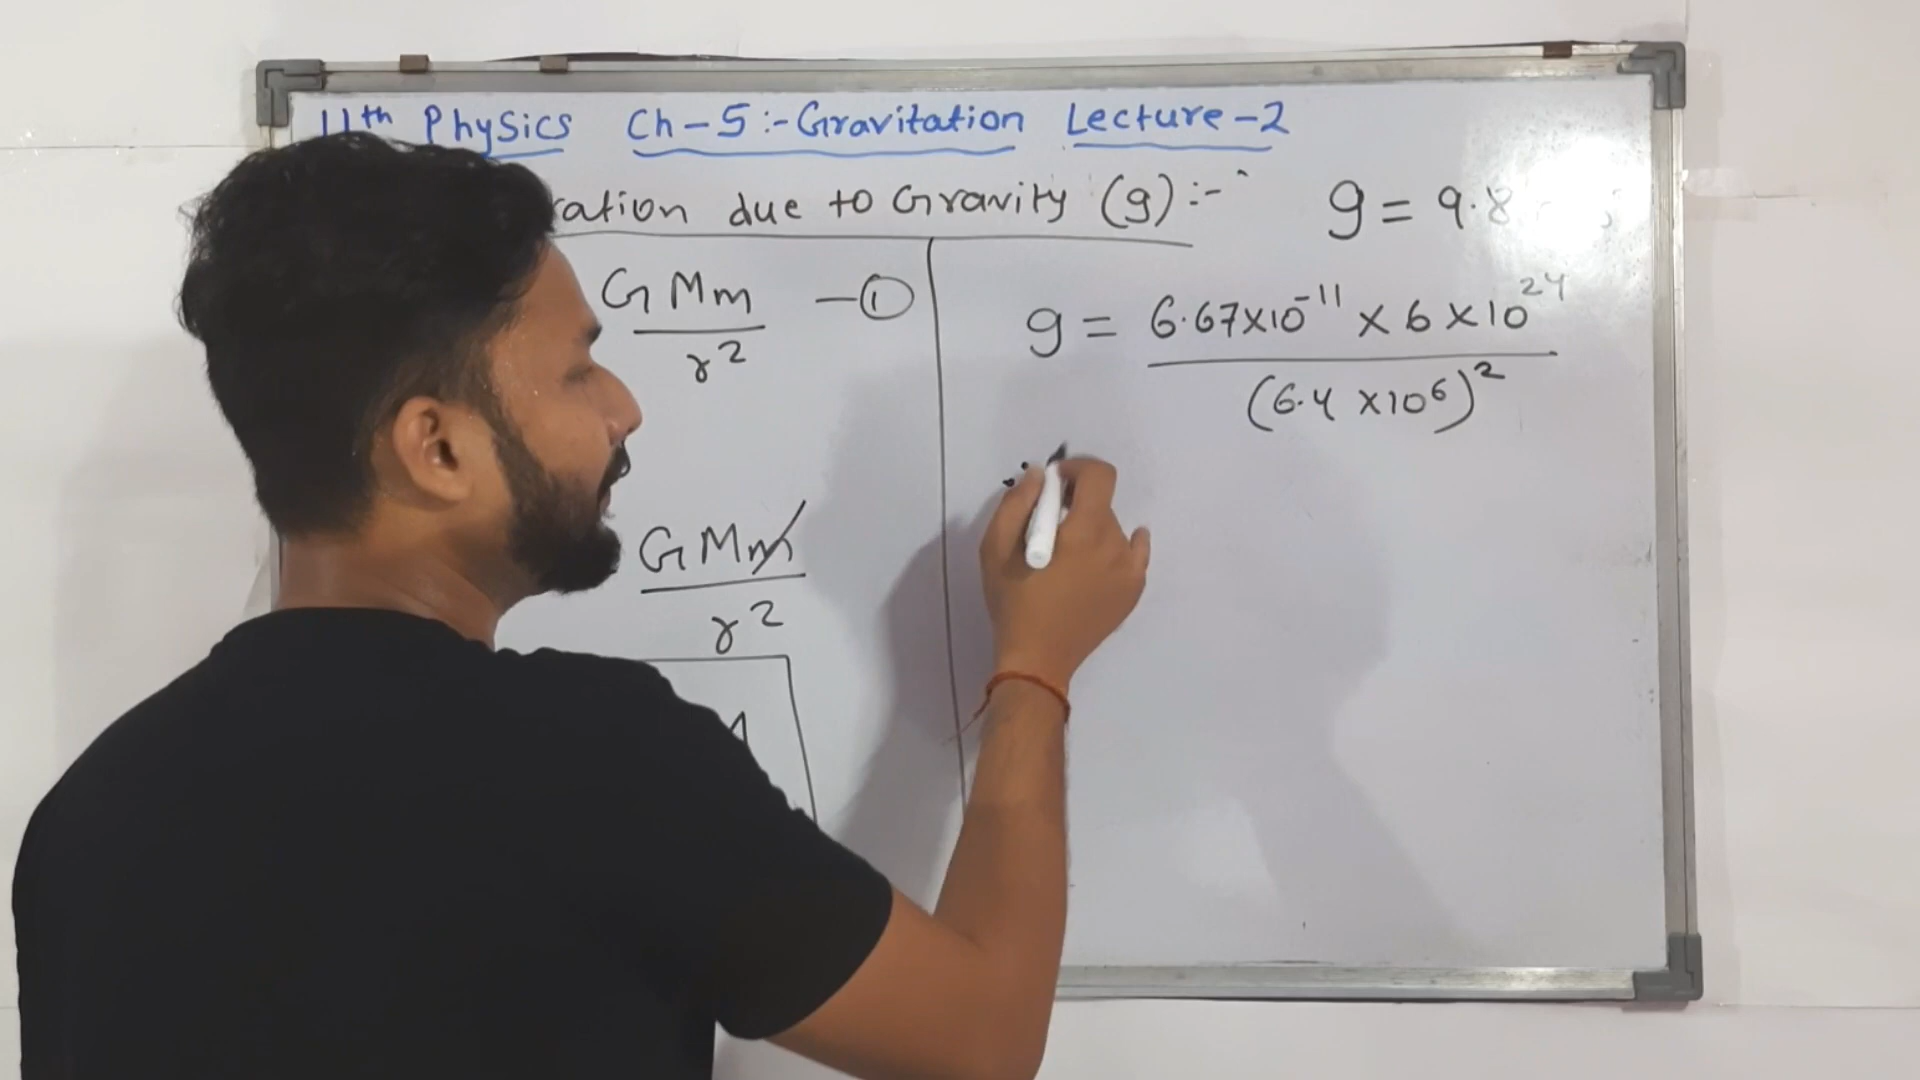 11th Physics Ch-5:-Gravitation Lecture-2
ration due to Gravity (g):-
g = 9.8
GMm —①
r²
g = 6.67×10⁻¹¹ × 6 × 10²⁴
(6.4 ×10⁶)²
∴
GMm
r²
M